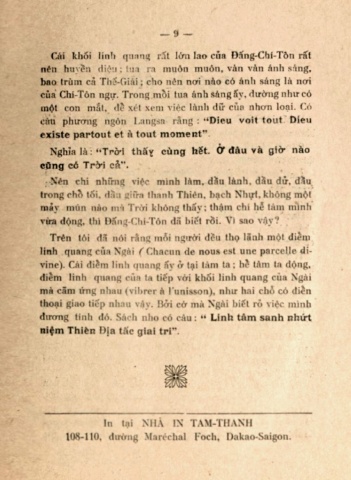 — 9 —
Cái khối linh quang rất lớn lao của Đấng-Chí-Tôn rất
nên huyền diệu; tua ra muôn muôn, vàn vàn ánh sáng,
bao trùm cả Thế-Giái; cho nên nơi nào có ánh sáng là nơi
của Chí-Tôn ngự. Trong mỗi tua ánh sáng ấy, dường như có
một con mắt, để xét xem việc lành dữ của nhơn loại. Có
câu phương ngôn Langsa rằng : "Dieu voit tout Dieu
existe partout et à tout moment".
Nghĩa là : "Trời thấy cùng hết. Ở đâu và giờ nào
cũng có Trời cả".
Nên chi những việc mình làm, dầu lành, dầu dữ, dầu
trong chỗ tối, dầu giữa thanh Thiên, bạch Nhựt, không một
mảy mún nào mà Trời không thấy; thậm chí hễ tâm mình
vừa động, thì Đấng-Chí-Tôn đã biết rồi. Vì sao vậy?
Trên tôi đã nói rằng mỗi người đều thọ lãnh một điểm
linh quang của Ngài ( Chacun de nous est une parcelle di-
vine). Cái điểm linh quang ấy ở tại tâm ta ; hễ tâm ta động,
điểm linh quang của ta tiếp với khối linh quang của Ngài
mà cảm ứng nhau (vibrer à l'unisson), như hai chỗ có điển
thoại giao tiếp nhau vậy. Bởi cớ mà Ngài biết rõ việc mình
đương tính đó. Sách nho có câu : " Linh tâm sanh nhứt
niệm Thiên Địa tấc giai tri".
In tại NHÀ IN TAM-THANH
108-110, đường Maréchal Foch, Dakao-Saigon.